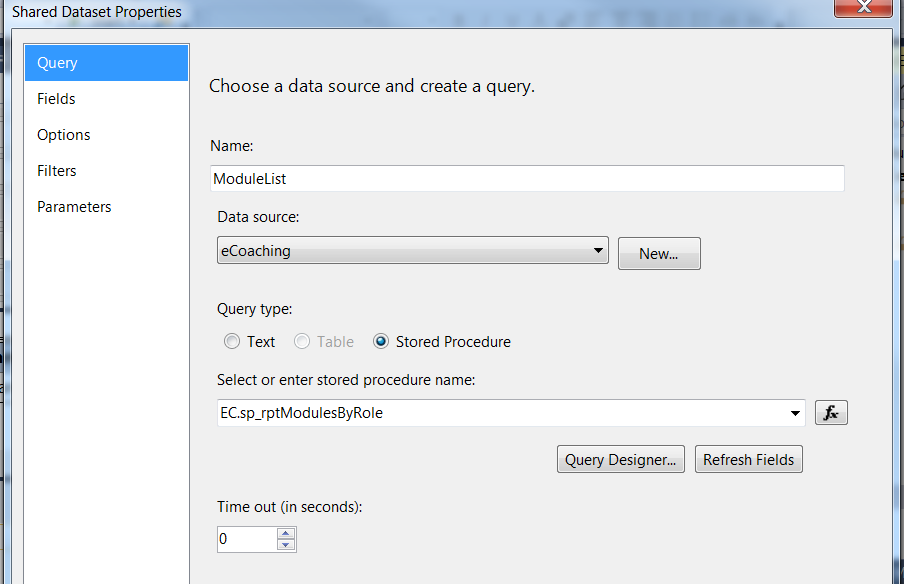 Shared Dataset Properties
Query
Fields
Options
Filters
Parameters
Choose a data source and create a query.
Name:
ModuleList
Data source:
eCoaching
New...
Query type:
Text
Table
Stored Procedure
Select or enter stored procedure name:
EC.sp_rptModulesByRole
fx
Query Designer...
Refresh Fields
Time out (in seconds):
0